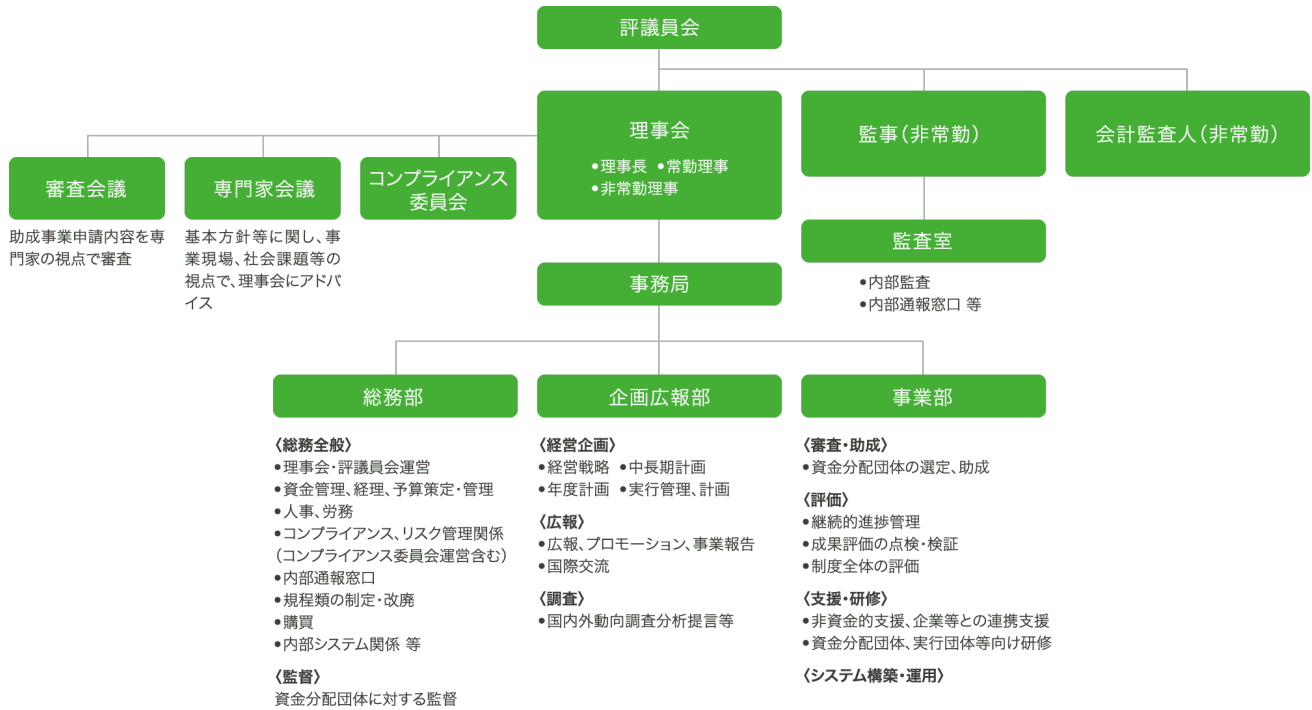 評議員会
理事会
●理事長 ●常勤理事
●非常勤理事
監事(非常勤)
会計監査人(非常勤)
審査会議
助成事業申請内容を専
門家の視点で審査
専門家会議
基本方針等に関し、事
業現場、社会課題等の
視点で、理事会にアドバ
イス
コンプライアンス
委員会
監査室
●内部監査
●内部通報窓口 等
事務局
総務部
〈総務全般〉
●理事会・評議員会運営
●資金管理、経理、予算策定・管理
●人事、労務
●コンプライアンス、リスク管理関係
(コンプライアンス委員会運営含む)
●内部通報窓口
●規程類の制定・改廃
●購買
●内部システム関係 等
〈監督〉
資金分配団体に対する監督
企画広報部
〈経営企画〉
●経営戦略 ●中長期計画
●年度計画 ●実行管理、計画
〈広報〉
●広報、プロモーション、事業報告
●国際交流
〈調査〉
●国内外動向調査分析提言等
事業部
〈審査・助成〉
●資金分配団体の選定、助成
〈評価〉
●継続的進捗管理
●成果評価の点検・検証
●制度全体の評価
〈支援・研修〉
●非資金的支援、企業等との連携支援
●資金分配団体、実行団体等向け研修
〈システム構築・運用〉